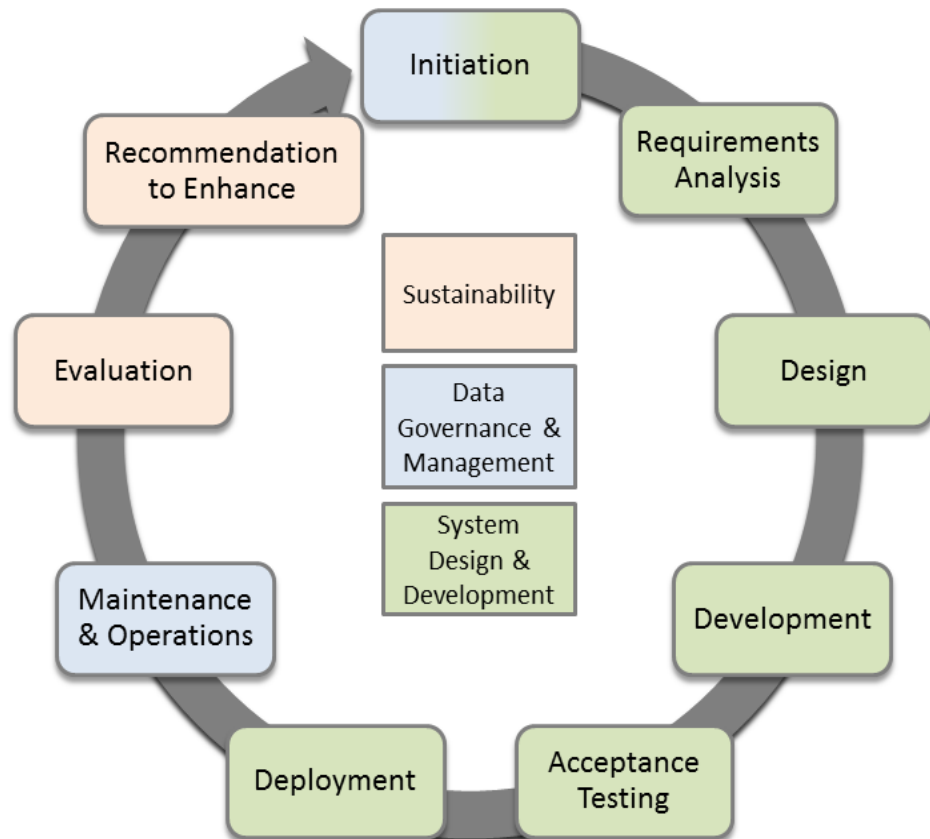 Initiation
Requirements
Analysis
Design
Development
Acceptance
Testing
Deployment
Maintenance
& Operations
Evaluation
Recommendation
to Enhance
Sustainability
Data
Governance &
Management
System
Design &
Development